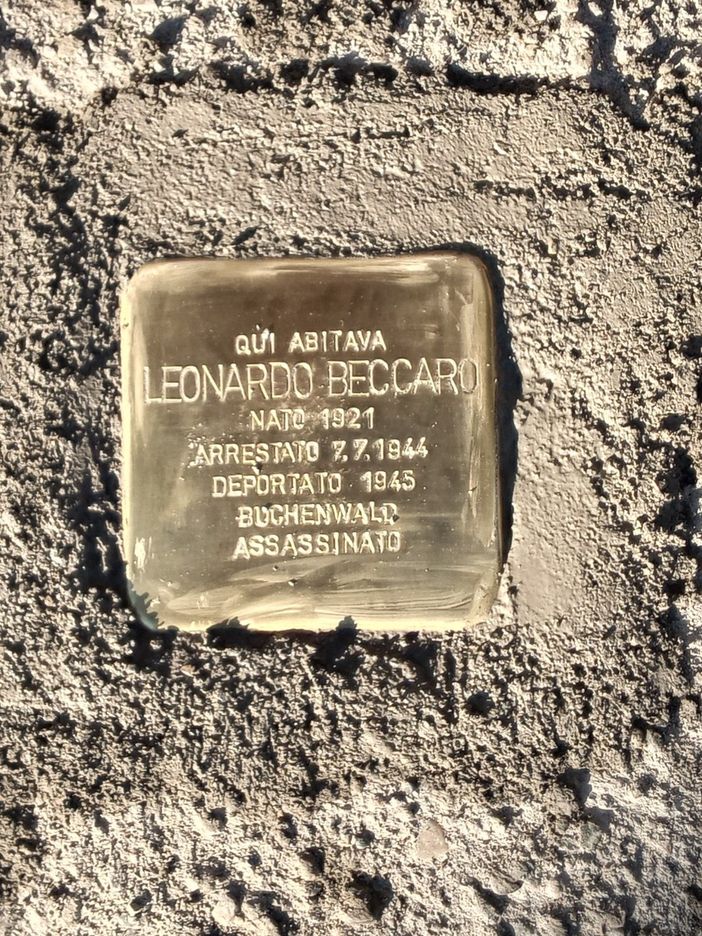 QUI ABITAVA
LEONARDO BECCARO
NATO 1921
ARRESTATO 7.7.1944
DEPORTATO 1945
BUCHENWALD
ASSASSINATO